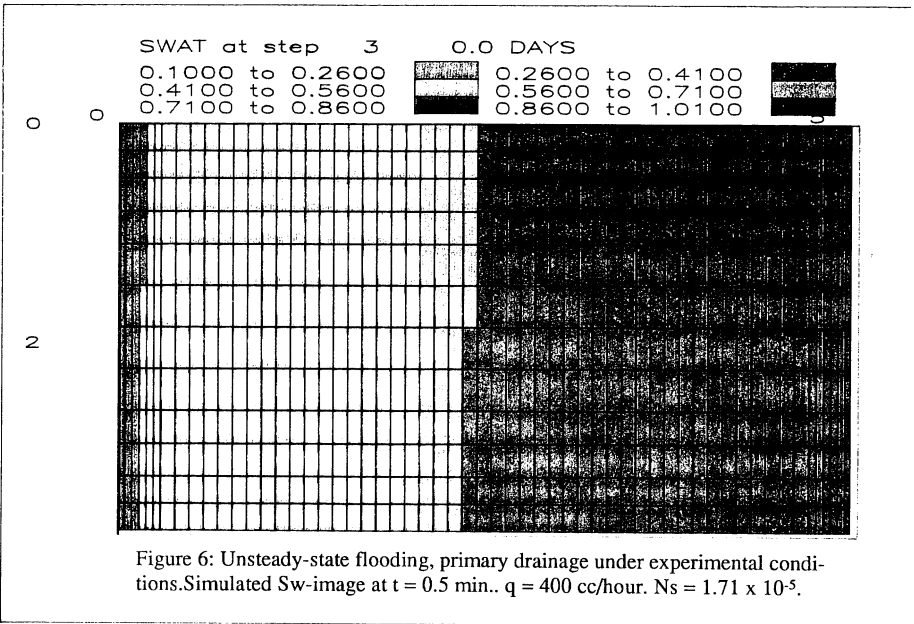 SWAT at step 3 0.0 DAYS
0.1000 to 0.2600 0.2600 to 0.4100
0.4100 to 0.5600 0.5600 to 0.7100
0.7100 to 0.8600 0.8600 to 1.0100
0 0 5
2
Figure 6: Unsteady-state flooding, primary drainage under experimental condi-
tions.Simulated Sw-image at t = 0.5 min.. q = 400 cc/hour. Ns = 1.71 x 10⁻⁵.